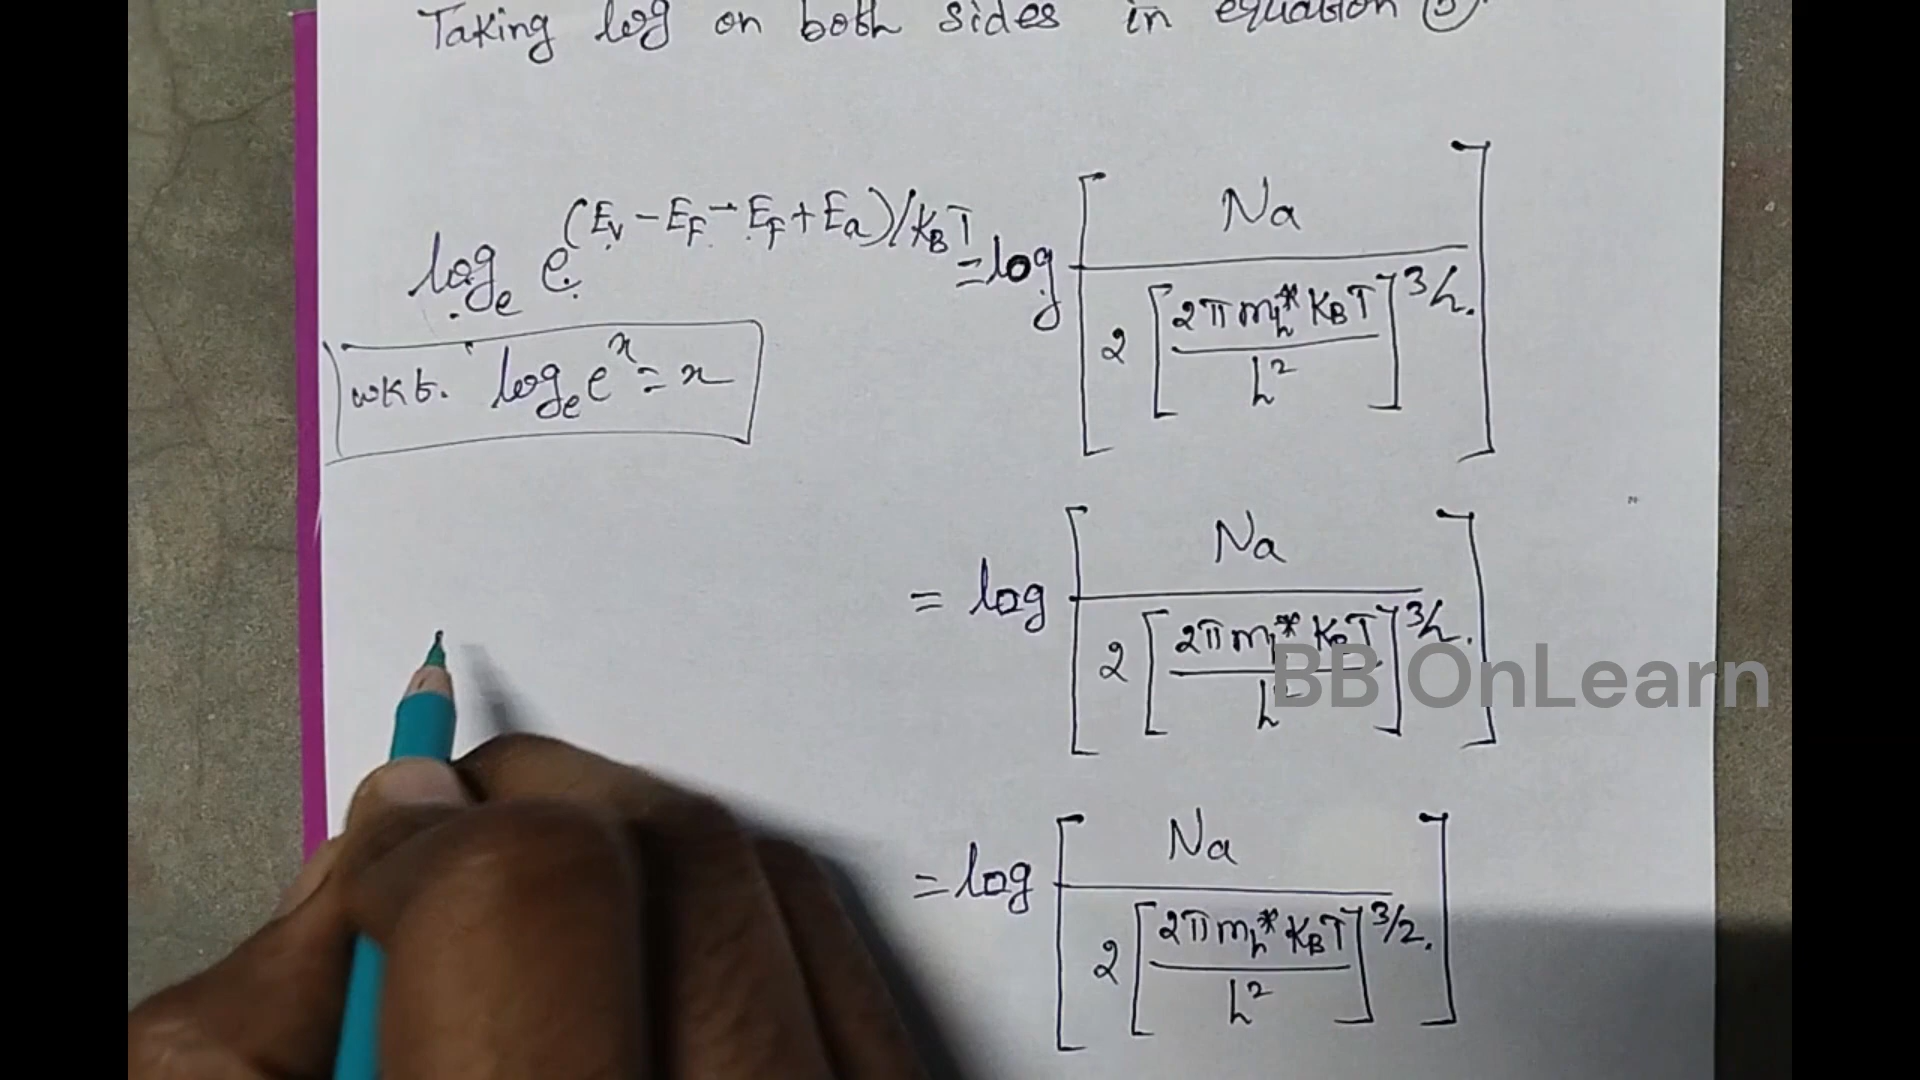 Taking log on both sides in equation ③.
log_e e^(E_v − E_F − E_F + E_a)/K_B T = log [ Na / 2 [ 2π m_h* K_B T / h² ]^3/2. ]
wkt. log_e e^x = x
= log [ Na / 2 [ 2π m_h* K_B T / h² ]^3/2. ]
= log [ Na / 2 [ 2π m_h* K_B T / h² ]^3/2. ]
BB OnLearn